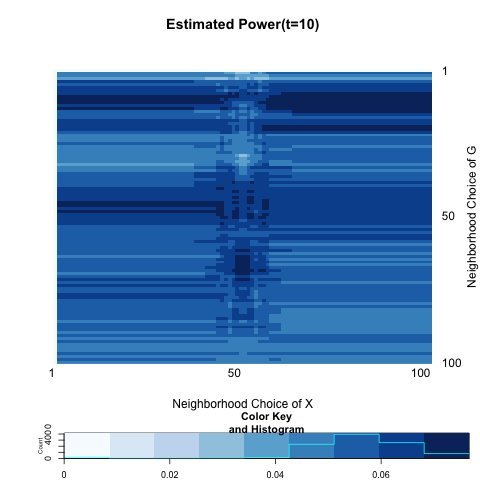 Estimated Power(t=10)
1
50
100
Neighborhood Choice of G
1 50 100
Neighborhood Choice of X
Color Key
and Histogram
Count
0 4000
0 0.02 0.04 0.06